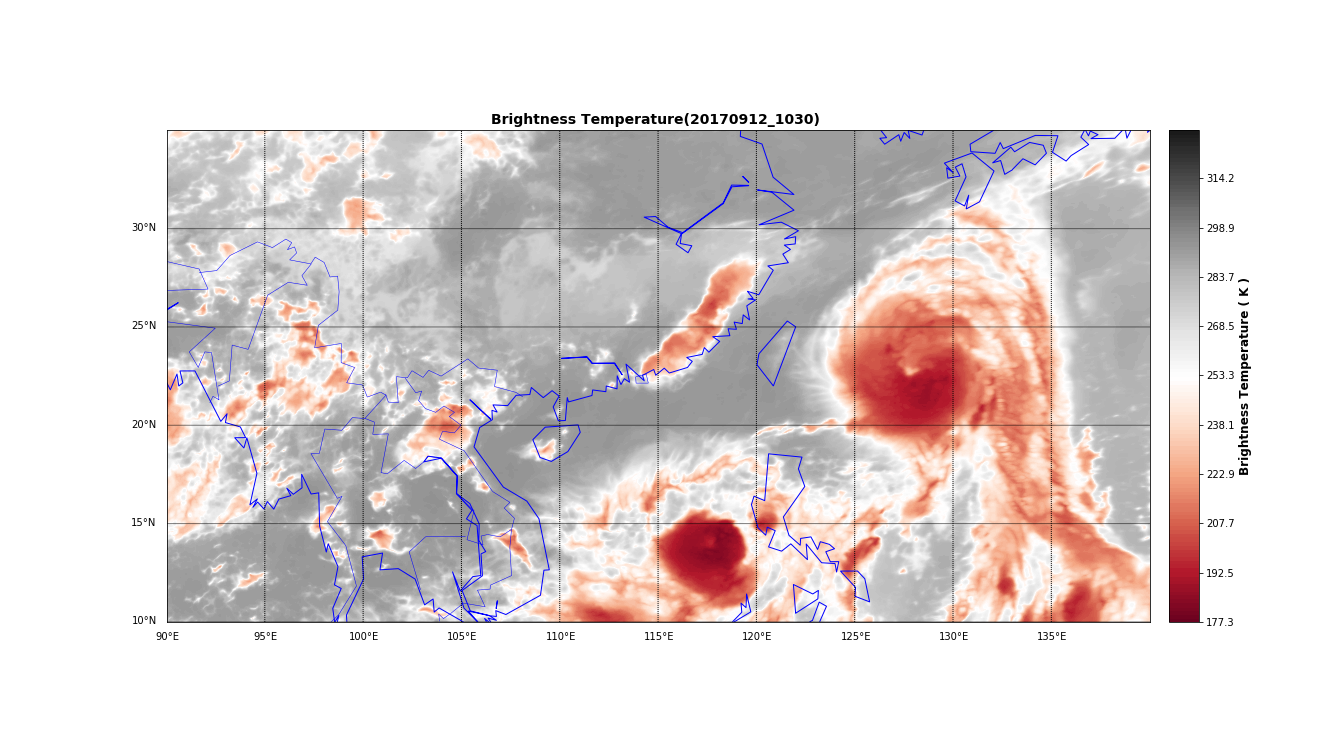 Brightness Temperature(20170912_1030)
30°N
25°N
20°N
15°N
10°N
90°E 95°E 100°E 105°E 110°E 115°E 120°E 125°E 130°E 135°E
314.2
298.9
283.7
268.5
253.3
238.1
222.9
207.7
192.5
177.3
Brightness Temperature ( K )